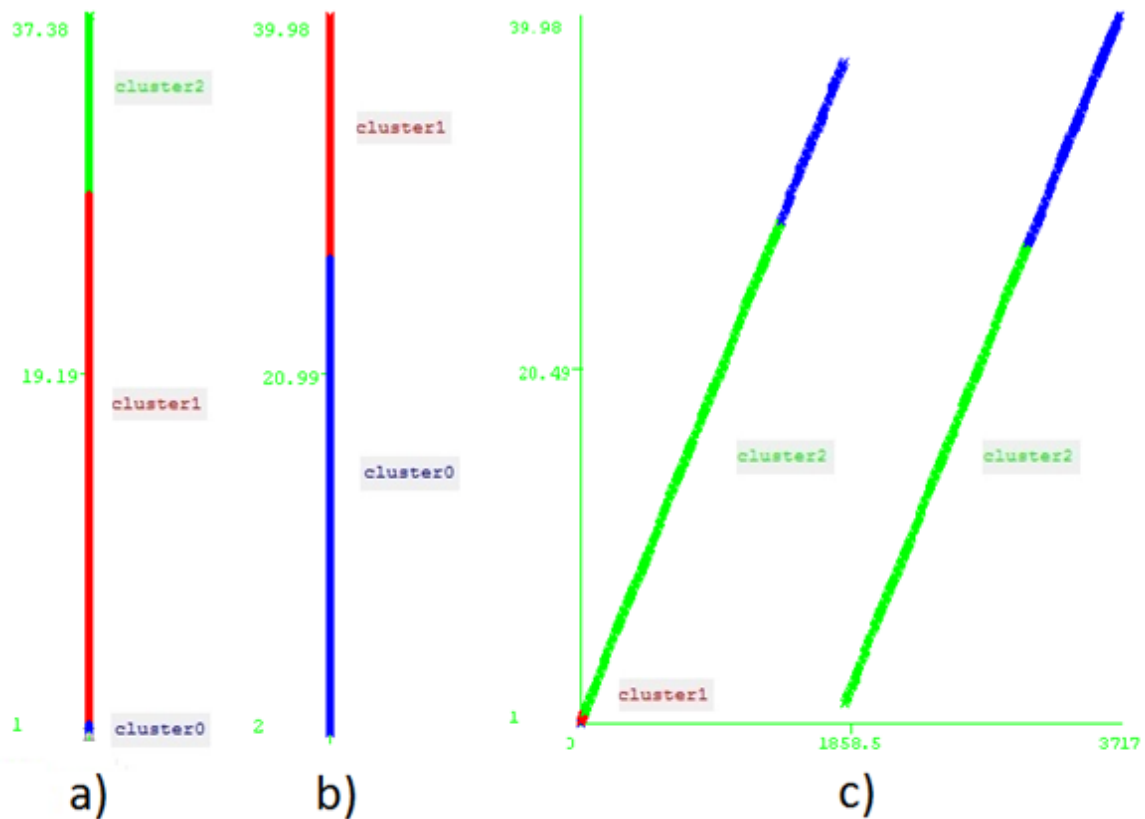 37.38
cluster2
19.19
cluster1
1
cluster0
a)
39.98
cluster1
20.99
cluster0
2
b)
39.98
20.49
cluster2
cluster2
cluster1
1
0
1858.5
3717
c)